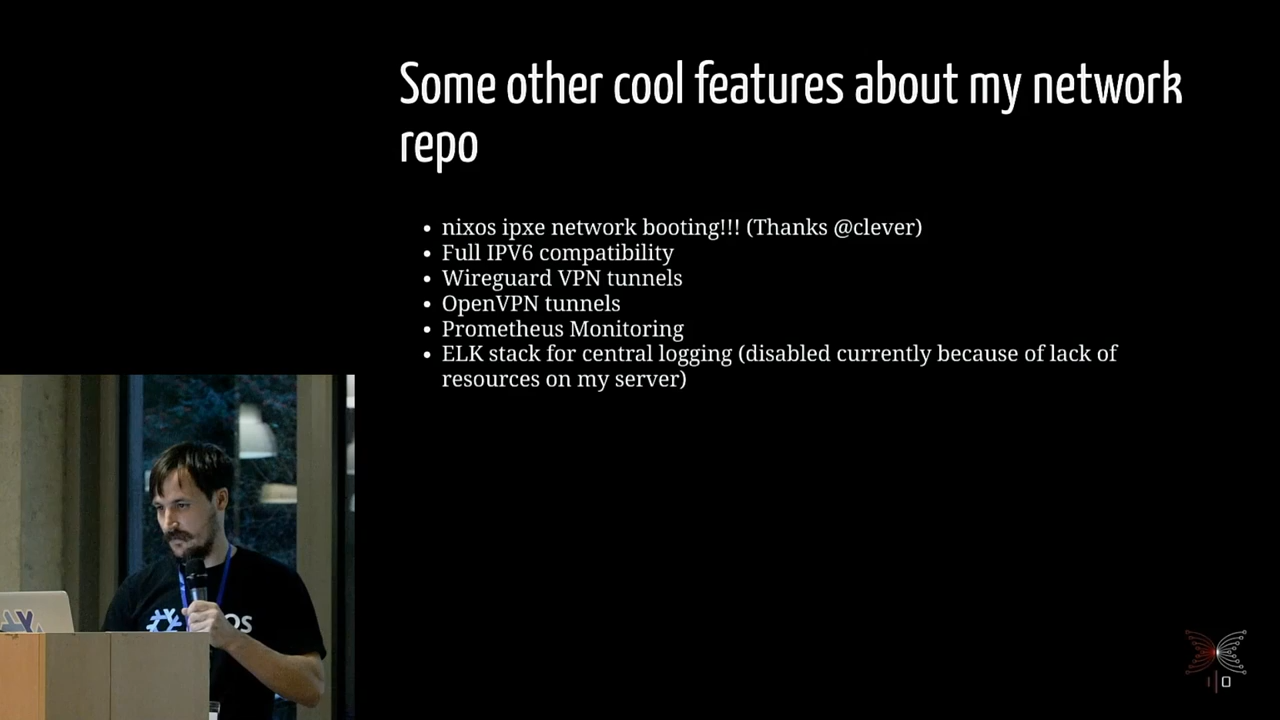 Some other cool features about my network
repo
• nixos ipxe network booting!!! (Thanks @clever)
• Full IPV6 compatibility
• Wireguard VPN tunnels
• OpenVPN tunnels
• Prometheus Monitoring
• ELK stack for central logging (disabled currently because of lack of
resources on my server)